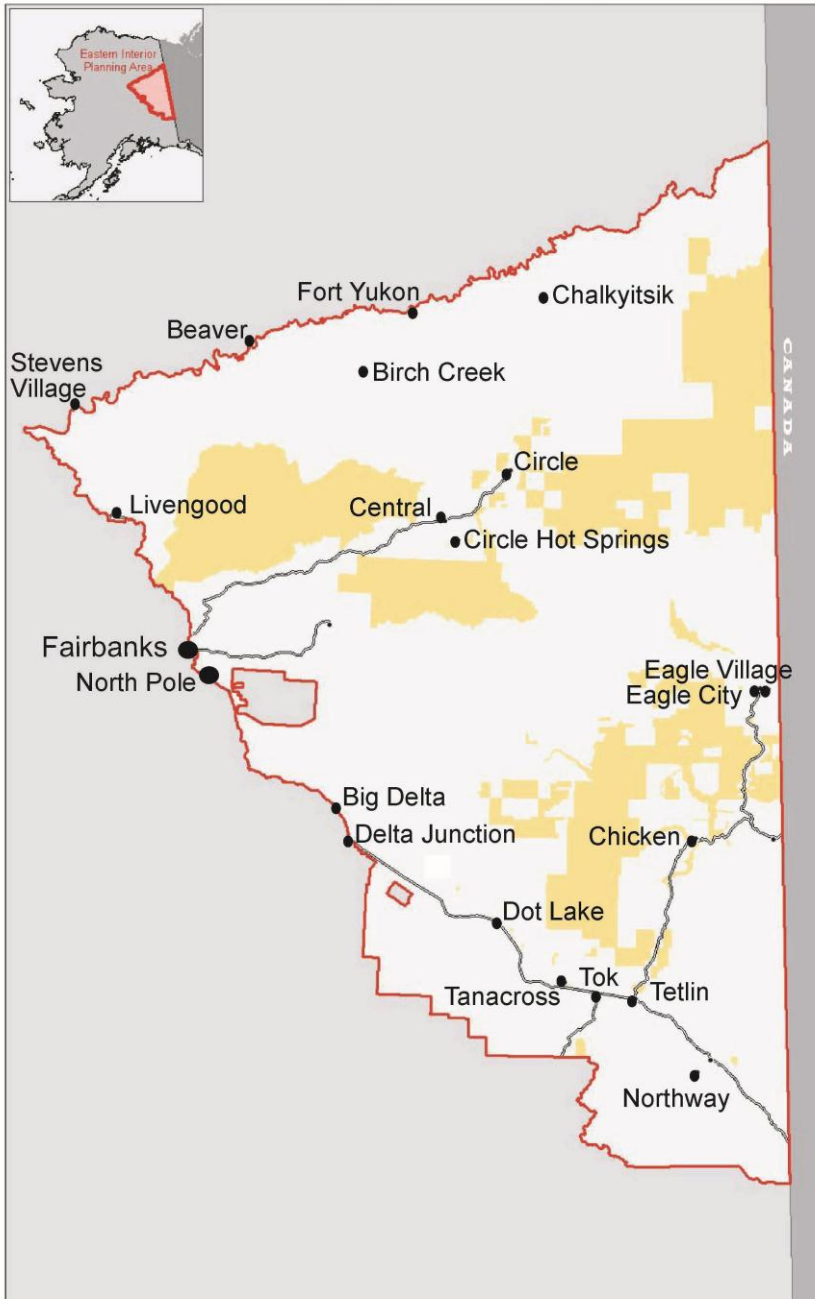 Eastern Interior
Planning Area
CANADA
Fort Yukon
Chalkyitsik
Beaver
Stevens
Village
Birch Creek
Circle
Livengood
Central
Circle Hot Springs
Fairbanks
North Pole
Eagle Village
Eagle City
Big Delta
Delta Junction
Chicken
Dot Lake
Tok
Tanacross
Tetlin
Northway